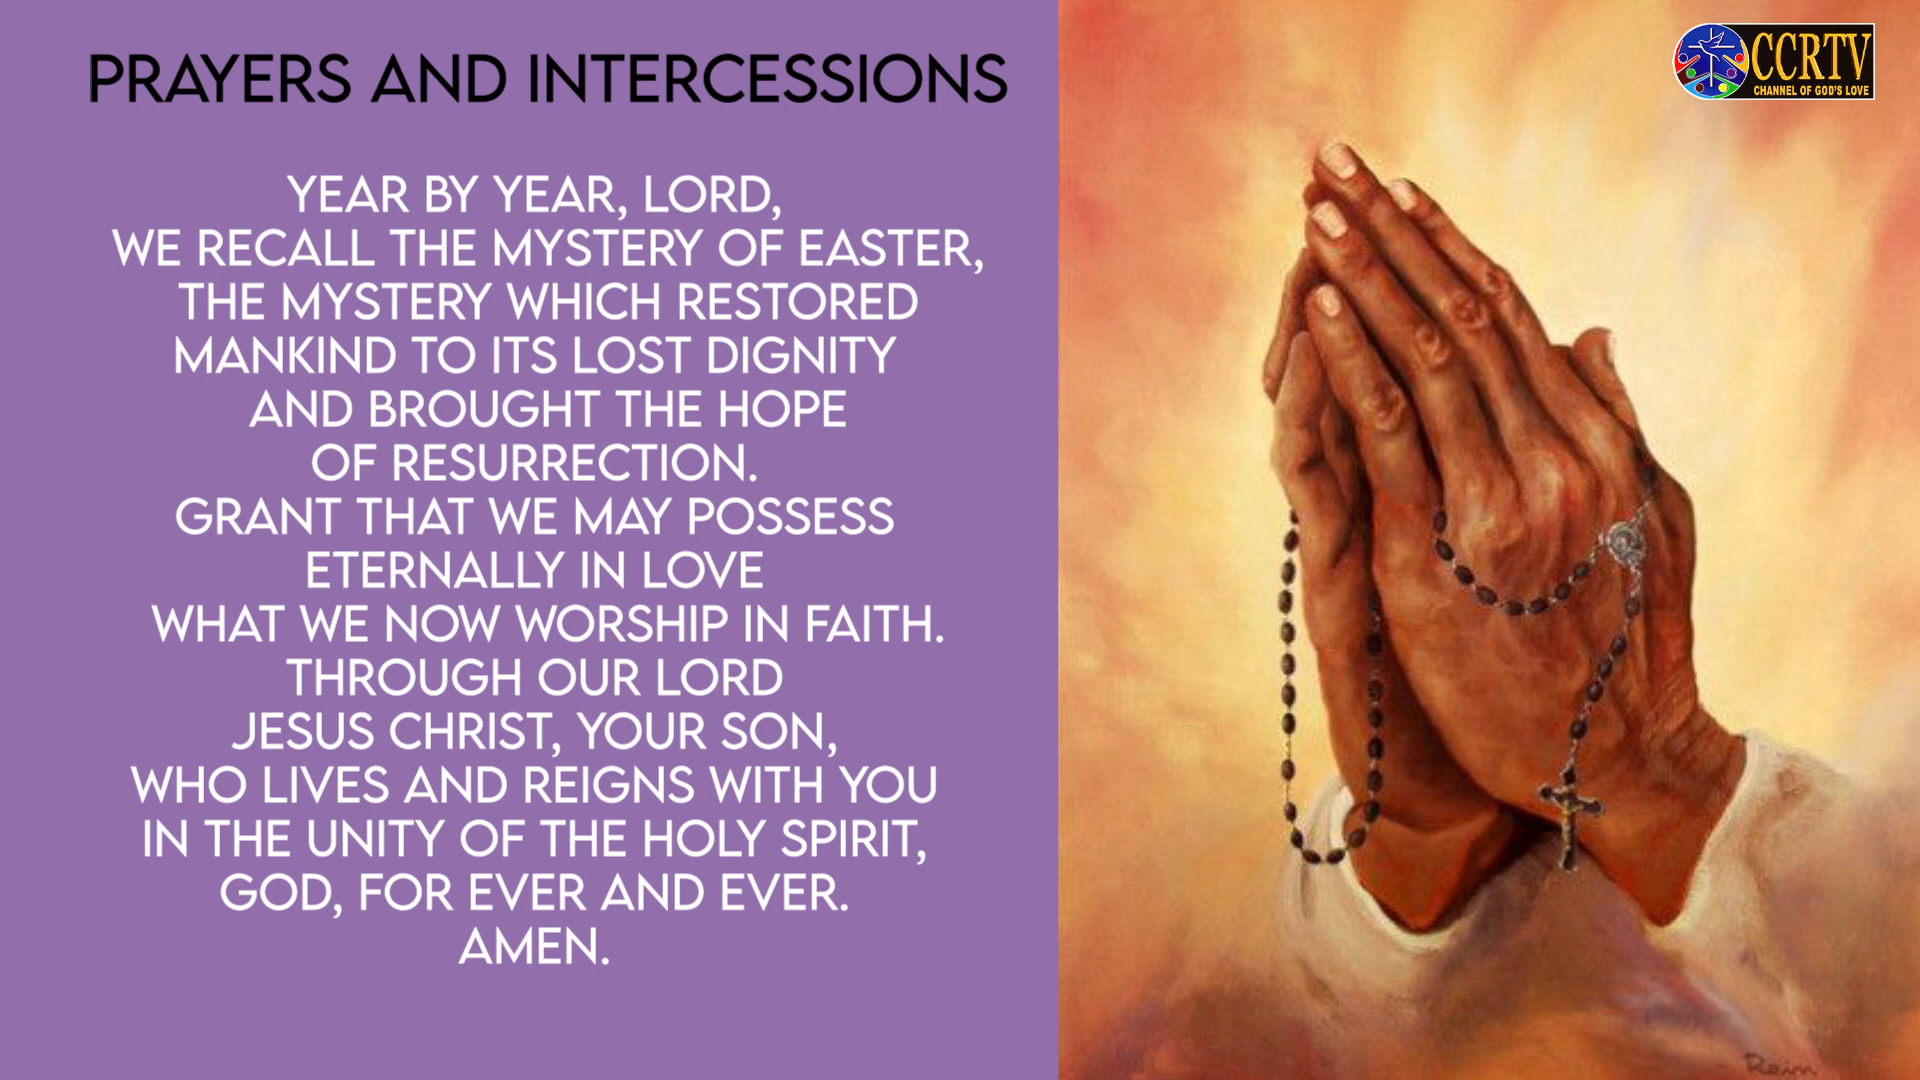 PRAYERS AND INTERCESSIONS
CCRTV
CHANNEL OF GOD'S LOVE
YEAR BY YEAR, LORD,
WE RECALL THE MYSTERY OF EASTER,
THE MYSTERY WHICH RESTORED
MANKIND TO ITS LOST DIGNITY
AND BROUGHT THE HOPE
OF RESURRECTION.
GRANT THAT WE MAY POSSESS
ETERNALLY IN LOVE
WHAT WE NOW WORSHIP IN FAITH.
THROUGH OUR LORD
JESUS CHRIST, YOUR SON,
WHO LIVES AND REIGNS WITH YOU
IN THE UNITY OF THE HOLY SPIRIT,
GOD, FOR EVER AND EVER.
AMEN.